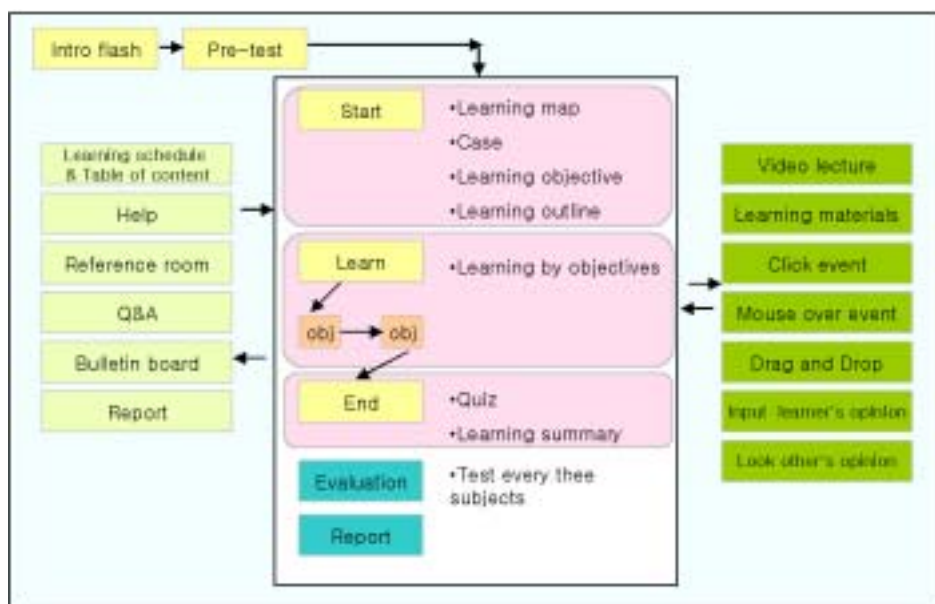 Intro flash
Pre-test
Start
•Learning map
•Case
•Learning objective
•Learning outline
Learning schedule
& Table of content
Help
Reference room
Q&A
Bulletin board
Report
Learn
•Learning by objectives
obj
obj
End
•Quiz
•Learning summary
Evaluation
•Test every thee
subjects
Report
Video lecture
Learning materials
Click event
Mouse over event
Drag and Drop
Input learner's opinion
Look other's opinion